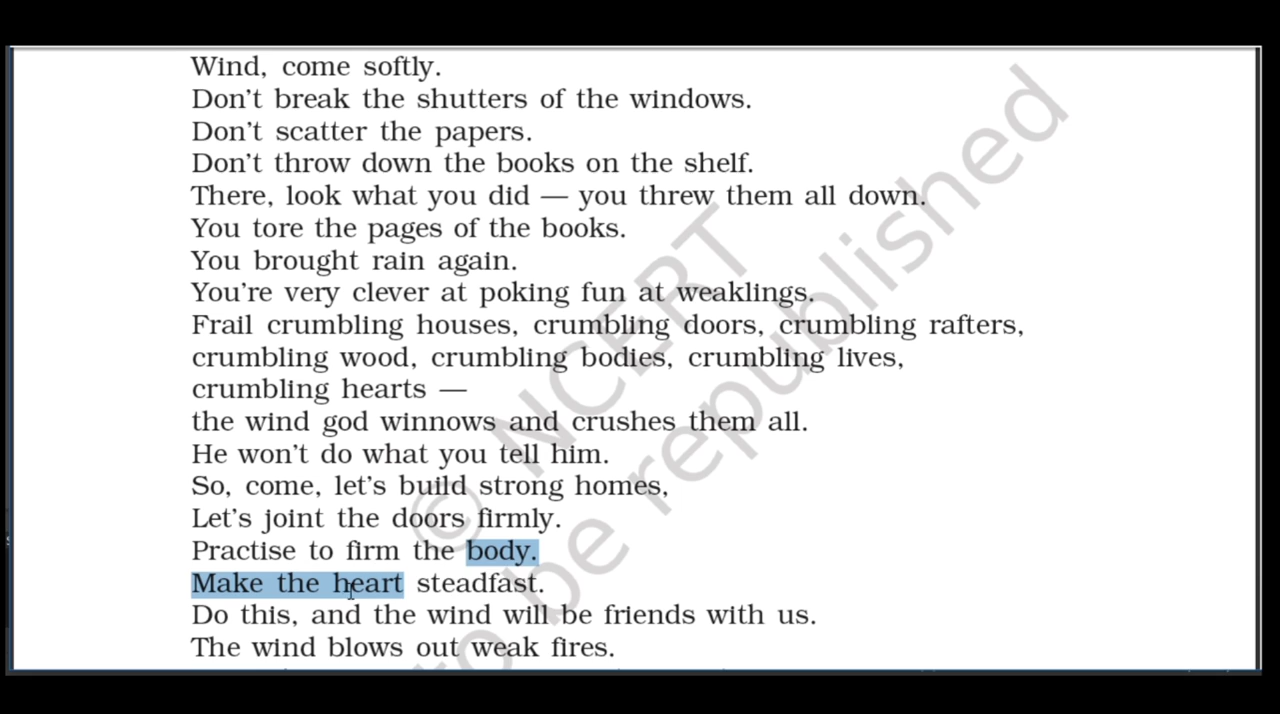 Wind, come softly.
Don't break the shutters of the windows.
Don't scatter the papers.
Don't throw down the books on the shelf.
There, look what you did — you threw them all down.
You tore the pages of the books.
You brought rain again.
You're very clever at poking fun at weaklings.
Frail crumbling houses, crumbling doors, crumbling rafters,
crumbling wood, crumbling bodies, crumbling lives,
crumbling hearts —
the wind god winnows and crushes them all.
He won't do what you tell him.
So, come, let's build strong homes,
Let's joint the doors firmly.
Practise to firm the body.
Make the heart steadfast.
Do this, and the wind will be friends with us.
The wind blows out weak fires.
© NCERT
to be republished